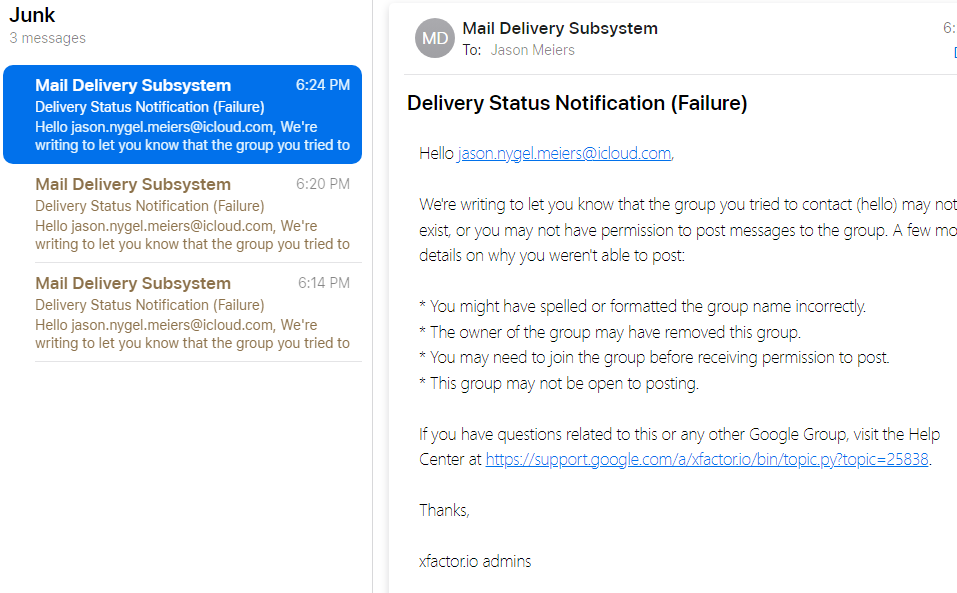 Junk
3 messages
Mail Delivery Subsystem 6:24 PM
Delivery Status Notification (Failure)
Hello jason.nygel.meiers@icloud.com, We're
writing to let you know that the group you tried to
Mail Delivery Subsystem 6:20 PM
Delivery Status Notification (Failure)
Hello jason.nygel.meiers@icloud.com, We're
writing to let you know that the group you tried to
Mail Delivery Subsystem 6:14 PM
Delivery Status Notification (Failure)
Hello jason.nygel.meiers@icloud.com, We're
writing to let you know that the group you tried to
MD
Mail Delivery Subsystem 6:
To: Jason Meiers
Delivery Status Notification (Failure)
Hello jason.nygel.meiers@icloud.com,
We're writing to let you know that the group you tried to contact (hello) may not
exist, or you may not have permission to post messages to the group. A few mo
details on why you weren't able to post:
* You might have spelled or formatted the group name incorrectly.
* The owner of the group may have removed this group.
* You may need to join the group before receiving permission to post.
* This group may not be open to posting.
If you have questions related to this or any other Google Group, visit the Help
Center at https://support.google.com/a/xfactor.io/bin/topic.py?topic=25838.
Thanks,
xfactor.io admins